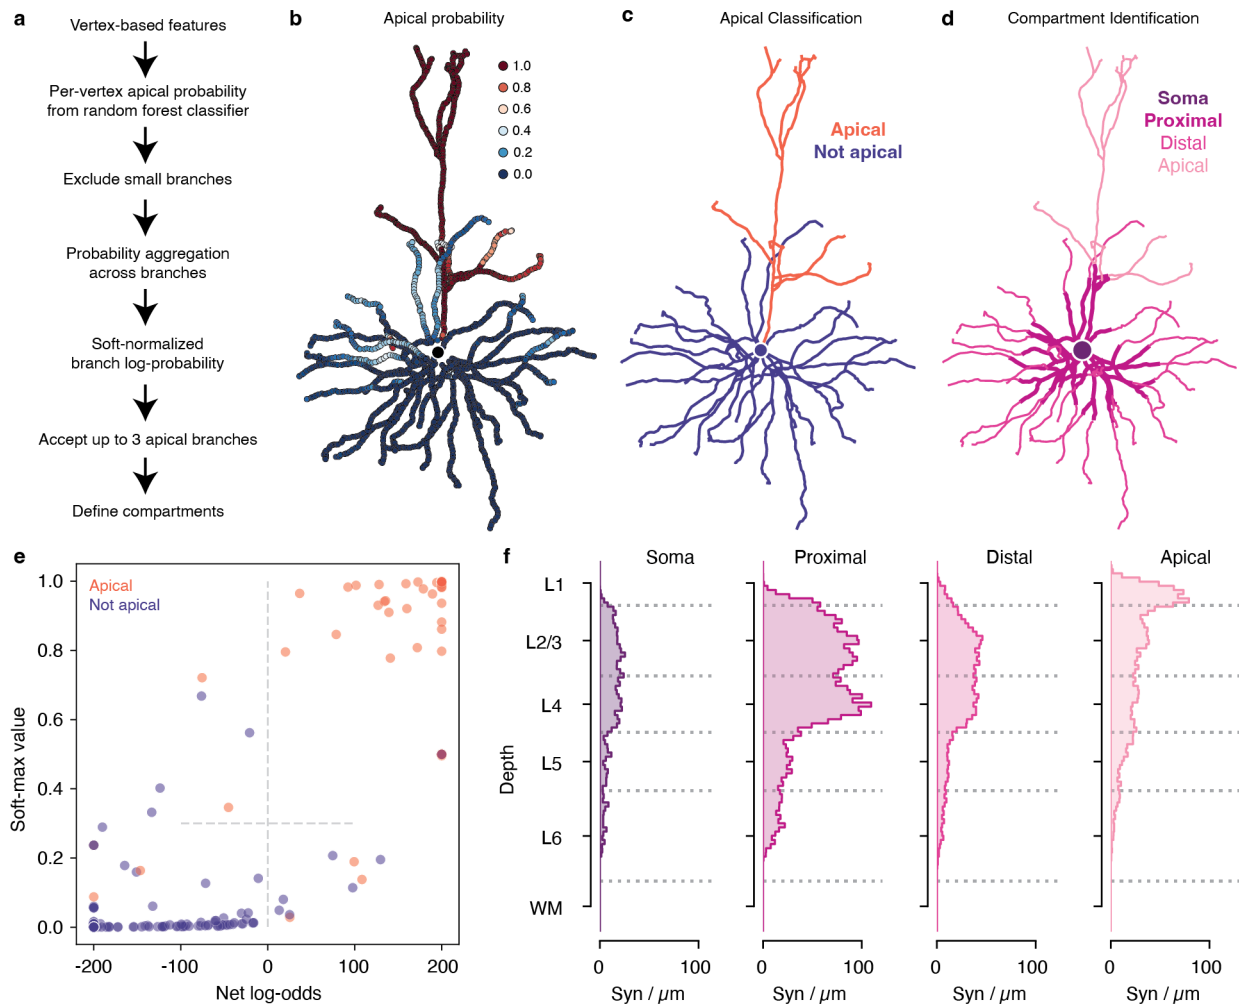 a
Vertex-based features
Per-vertex apical probability
from random forest classifier
Exclude small branches
Probability aggregation
across branches
Soft-normalized
branch log-probability
Accept up to 3 apical branches
Define compartments
b
Apical probability
1.0
0.8
0.6
0.4
0.2
0.0
c
Apical Classification
Apical
Not apical
d
Compartment Identification
Soma
Proximal
Distal
Apical
e
Apical
Not apical
Soft-max value
1.0
0.8
0.6
0.4
0.2
0.0
-200
-100
0
100
200
Net log-odds
f
Soma
Proximal
Distal
Apical
Depth
L1
L2/3
L4
L5
L6
WM
0
100
0
100
0
100
0
100
Syn / μm
Syn / μm
Syn / μm
Syn / μm